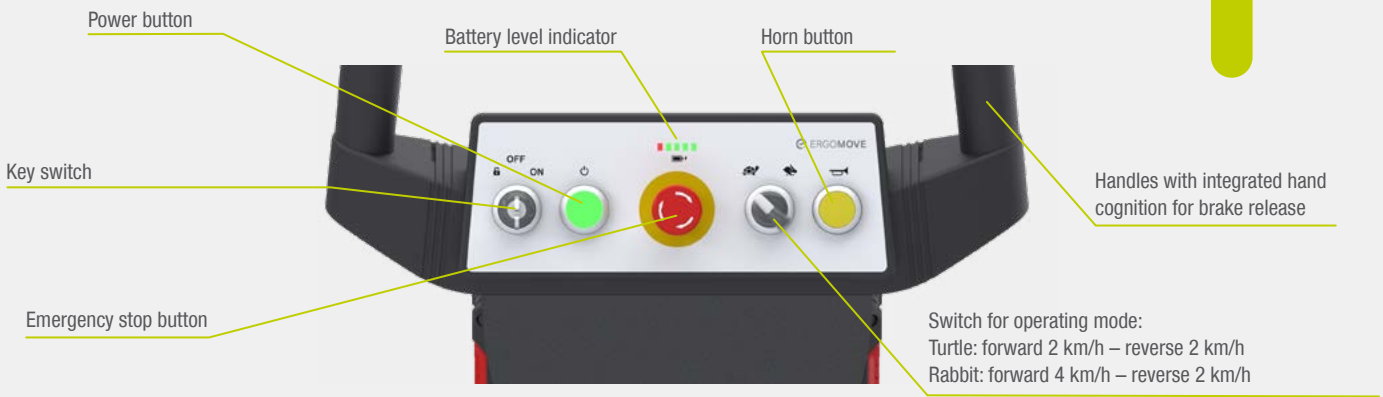 Power button
Battery level indicator
Horn button
ERGOMOVE
OFF
ON
Key switch
Handles with integrated hand
cognition for brake release
Emergency stop button
Switch for operating mode:
Turtle: forward 2 km/h – reverse 2 km/h
Rabbit: forward 4 km/h – reverse 2 km/h